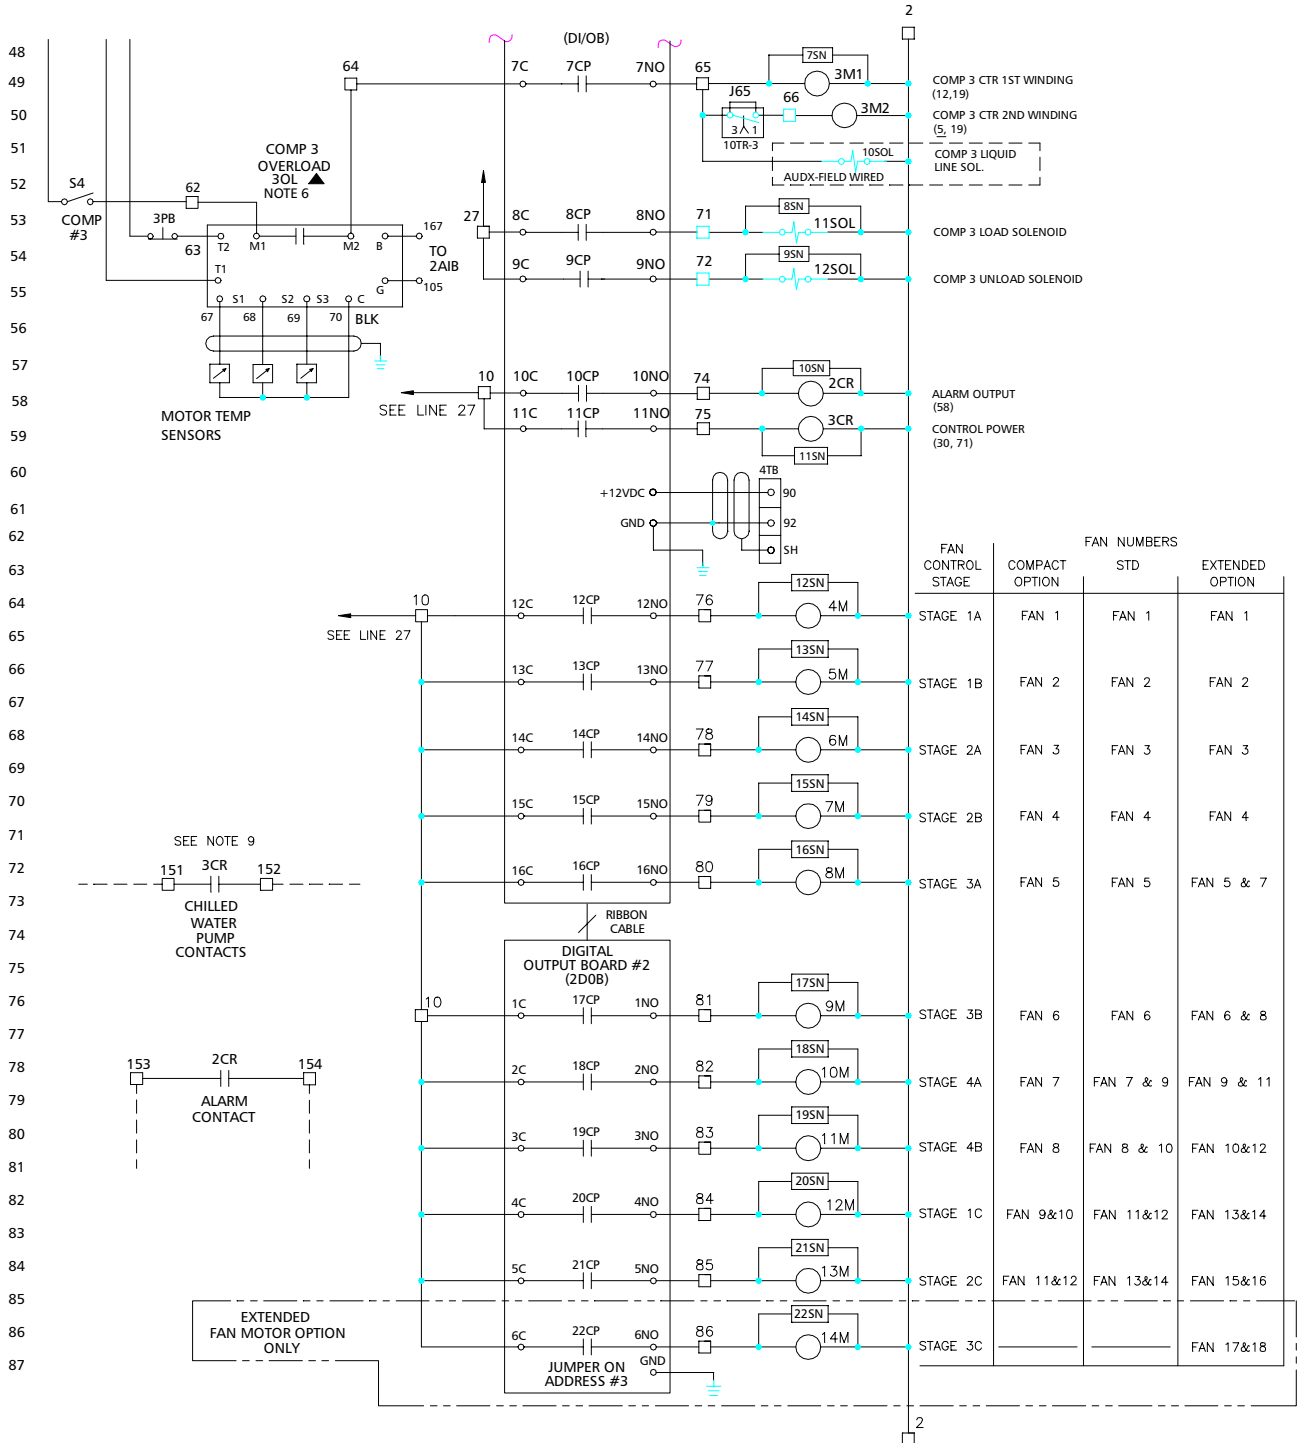 2
(DI/OB)
48
7SN
49
64
7C
7CP
7NO
65
3M1
COMP 3 CTR 1ST WINDING
(12,19)
J65
66
50
3M2
COMP 3 CTR 2ND WINDING
(5, 19)
3 1
10TR-3
51
COMP 3
OVERLOAD
3OL
NOTE 6
10SOL
COMP 3 LIQUID
LINE SOL.
AUDX-FIELD WIRED
52
S4
62
COMP
#3
53
3PB
63
T2
M1
M2
B
167
27
8C
8CP
8NO
71
8SN
11SOL
COMP 3 LOAD SOLENOID
54
TO
2AIB
T1
G
105
9C
9CP
9NO
72
9SN
12SOL
COMP 3 UNLOAD SOLENOID
55
S1
S2
S3
C
67
68
69
70
BLK
56
57
MOTOR TEMP
SENSORS
58
SEE LINE 27
10
10C
10CP
10NO
74
10SN
2CR
ALARM OUTPUT
(58)
59
11C
11CP
11NO
75
3CR
11SN
CONTROL POWER
(30, 71)
60
4TB
+12VDC
90
61
GND
92
62
SH
63
FAN
CONTROL
STAGE
FAN NUMBERS
COMPACT
OPTION
STD
EXTENDED
OPTION
64
10
12C
12CP
12NO
76
12SN
4M
STAGE 1A
FAN 1
FAN 1
FAN 1
65
SEE LINE 27
66
13C
13CP
13NO
77
13SN
5M
STAGE 1B
FAN 2
FAN 2
FAN 2
67
68
14C
14CP
14NO
78
14SN
6M
STAGE 2A
FAN 3
FAN 3
FAN 3
69
70
15C
15CP
15NO
79
15SN
7M
STAGE 2B
FAN 4
FAN 4
FAN 4
71
SEE NOTE 9
72
151
3CR
152
16C
16CP
16NO
80
16SN
8M
STAGE 3A
FAN 5
FAN 5
FAN 5 & 7
73
CHILLED
WATER
PUMP
CONTACTS
RIBBON
CABLE
74
DIGITAL
OUTPUT BOARD #2
(2D0B)
75
76
10
1C
17CP
1NO
81
17SN
9M
STAGE 3B
FAN 6
FAN 6
FAN 6 & 8
77
78
153
2CR
154
2C
18CP
2NO
82
18SN
10M
STAGE 4A
FAN 7
FAN 7 & 9
FAN 9 & 11
79
ALARM
CONTACT
80
3C
19CP
3NO
83
19SN
11M
STAGE 4B
FAN 8
FAN 8 & 10
FAN 10&12
81
82
4C
20CP
4NO
84
20SN
12M
STAGE 1C
FAN 9&10
FAN 11&12
FAN 13&14
83
84
5C
21CP
5NO
85
21SN
13M
STAGE 2C
FAN 11&12
FAN 13&14
FAN 15&16
85
EXTENDED
FAN MOTOR OPTION
ONLY
86
6C
22CP
6NO
86
22SN
14M
STAGE 3C
FAN 17&18
87
JUMPER ON
ADDRESS #3
GND
2